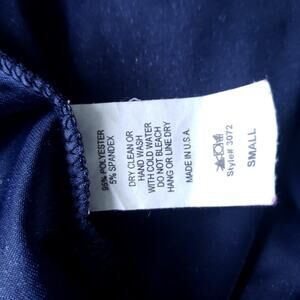 95% POLYESTER
5% SPANDEX
DRY CLEAN OR
HAND WASH
WITH COLD WATER
DO NOT BLEACH
HANG OR LINE DRY
MADE IN U.S.A.
Style# 3072
SMALL